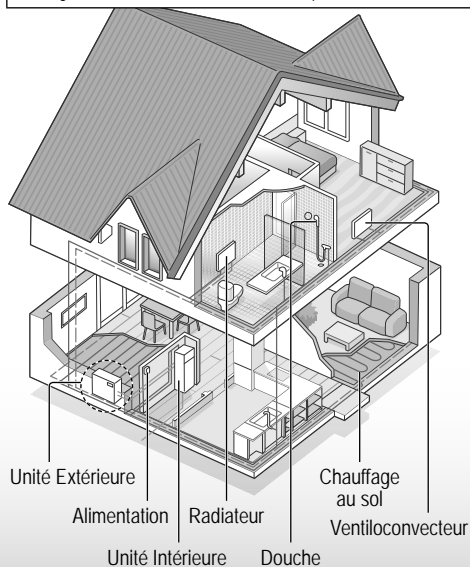 Unité Extérieure
Alimentation
Radiateur
Unité Intérieure
Douche
Chauffage
au sol
Ventiloconvecteur